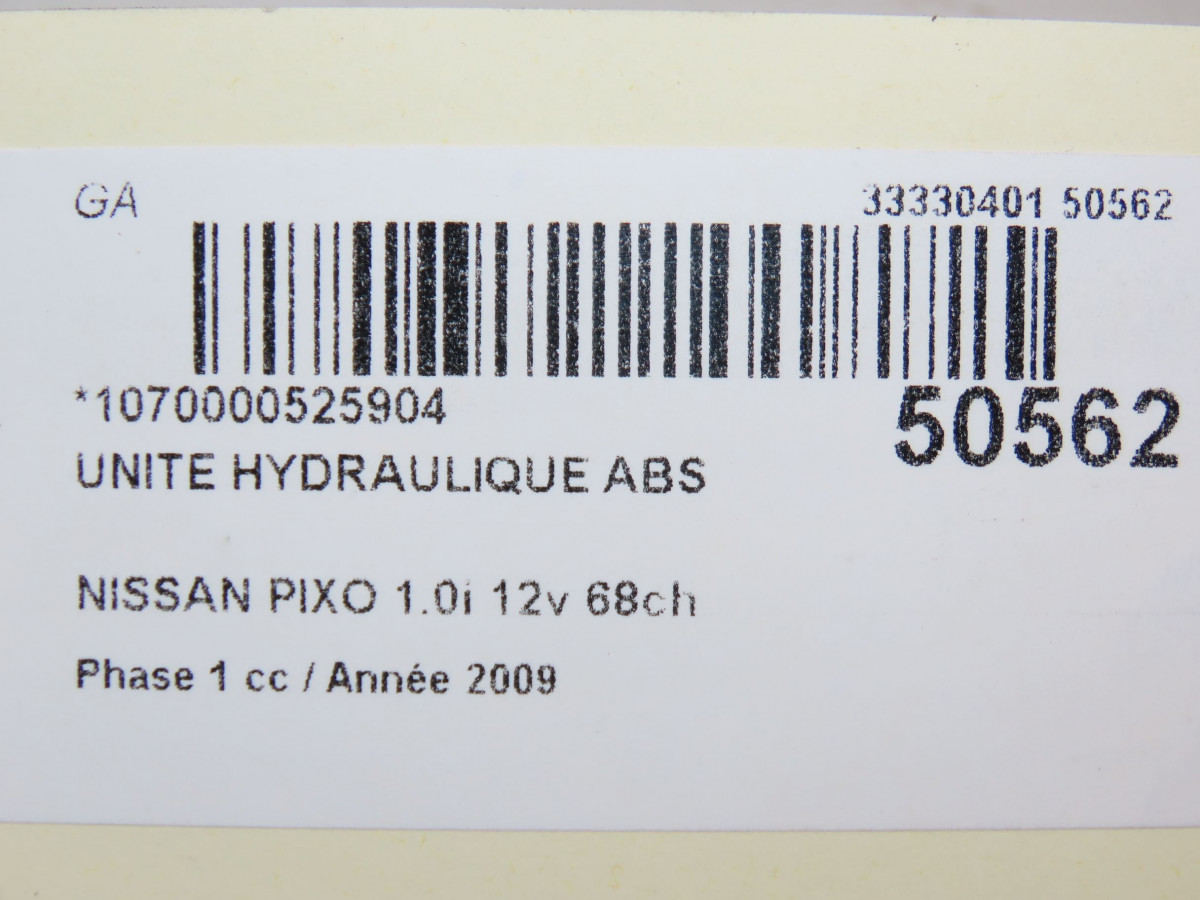 GA 33330401 50562
*1070000525904 50562
UNITE HYDRAULIQUE ABS
NISSAN PIXO 1.0i 12v 68ch
Phase 1 cc / Année 2009